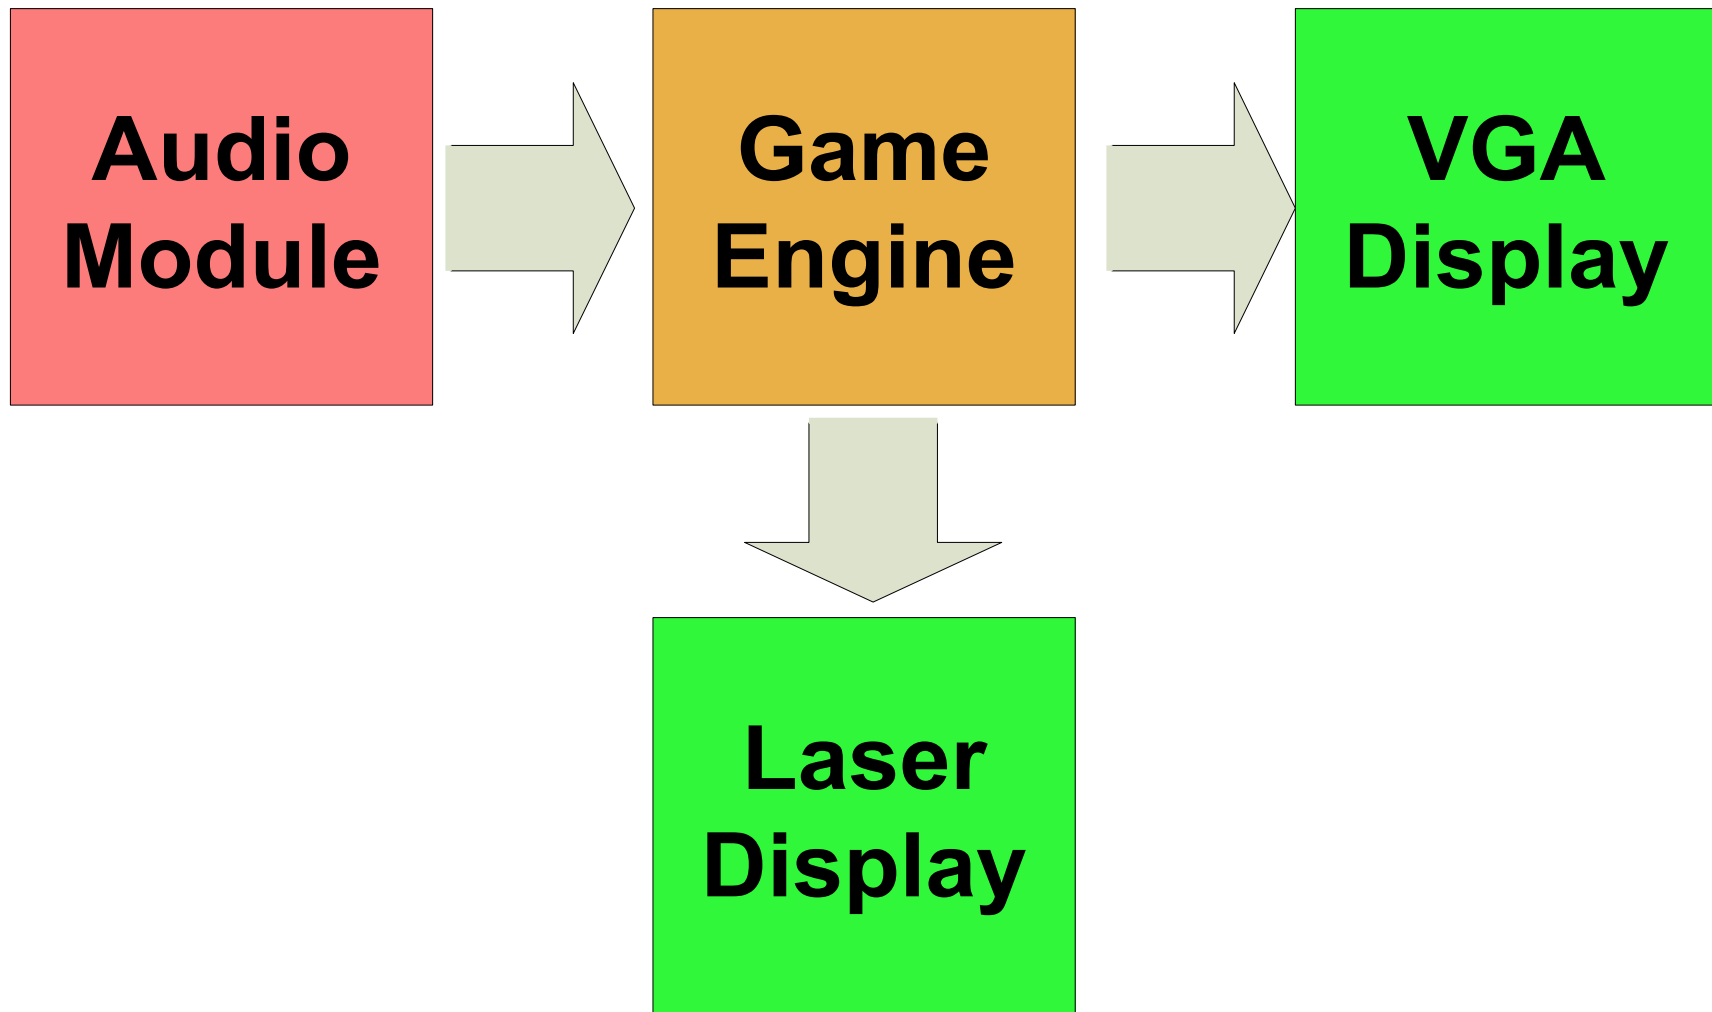 Audio
Module
Game
Engine
VGA
Display
Laser
Display